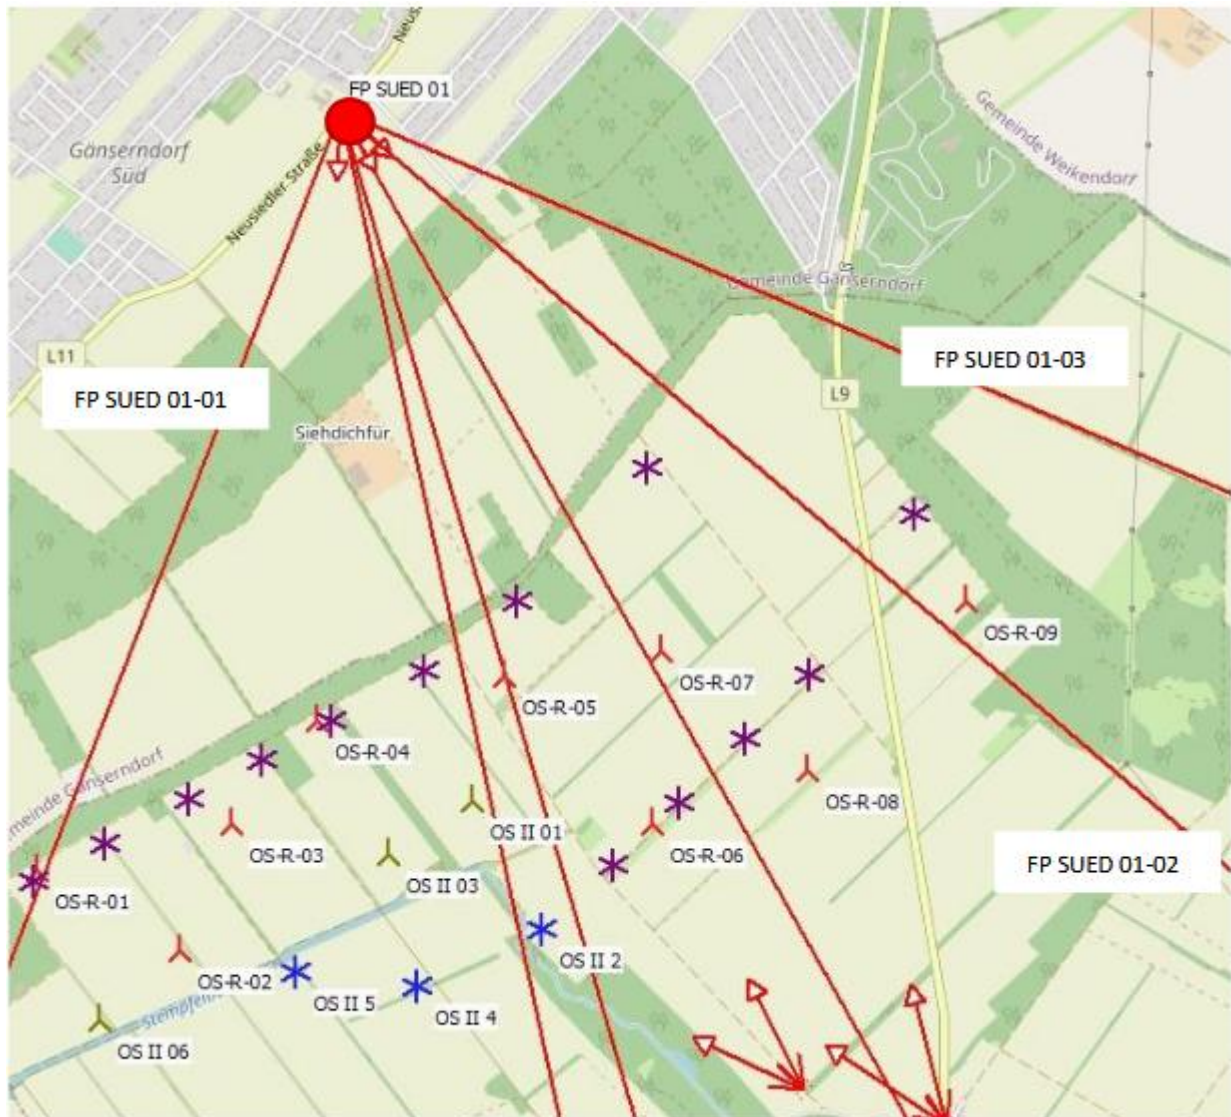 Neus
FP SUED 01
Gänserndorf
Süd
Neusiedler Straße
Gemeinde Weikendorf
Gemeinde Gänserndorf
L11
FP SUED 01-01
FP SUED 01-03
L9
Siehdichfür
OS-R-09
OS-R-07
OS-R-05
OS-R-04
meinde Gänserndorf
OS-R-08
OS II 01
OS-R-03
OS-R-06
FP SUED 01-02
OS II 03
OS-R-01
OS II 2
OS-R-02
OS II 5
OS II 4
OS II 06